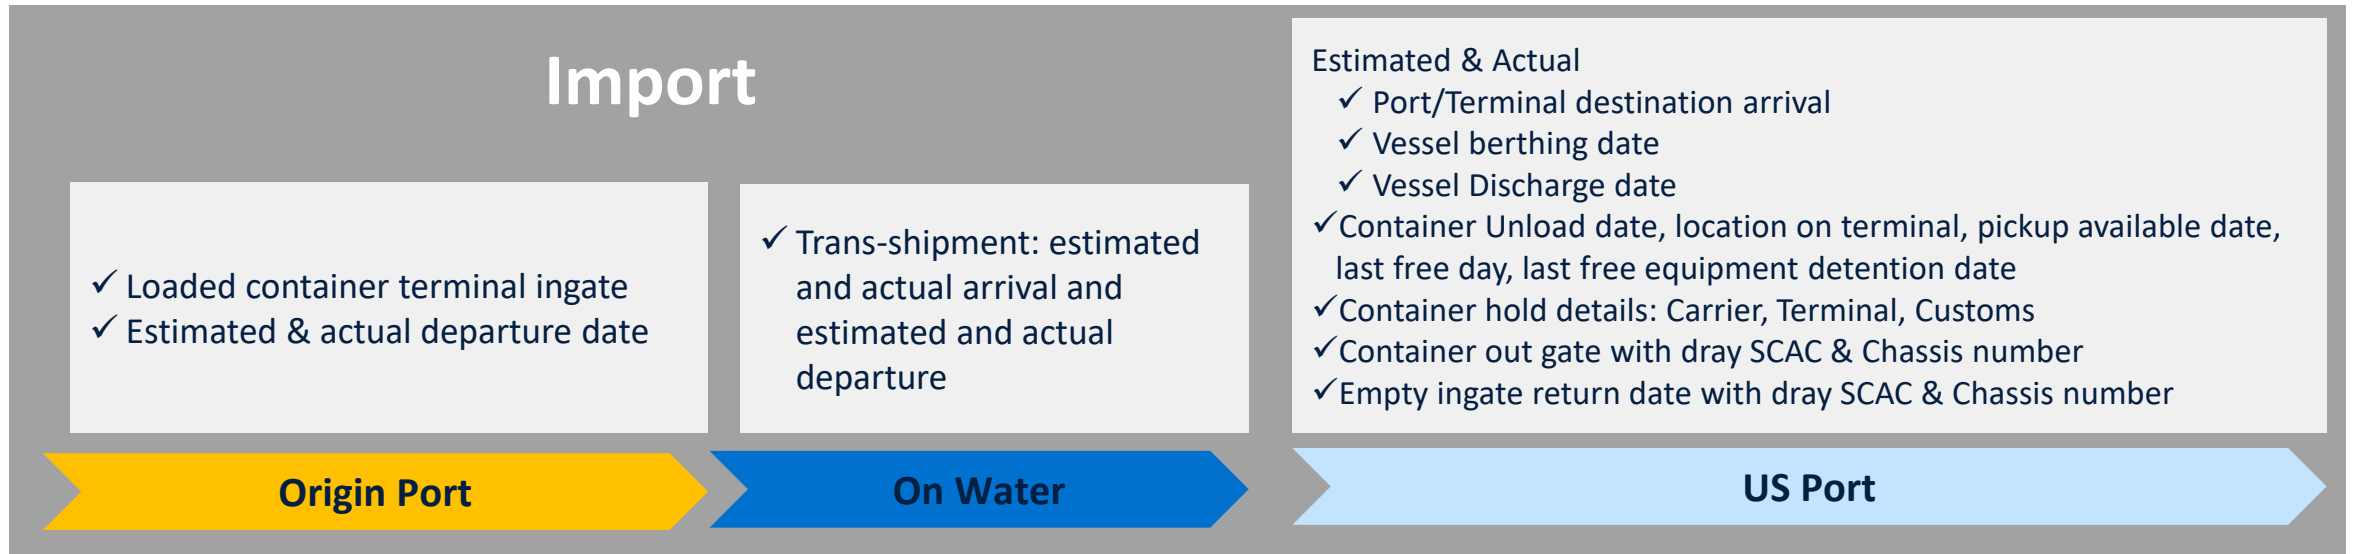 Import
✓ Loaded container terminal ingate
✓ Estimated & actual departure date
✓ Trans-shipment: estimated
and actual arrival and
estimated and actual
departure
Estimated & Actual
✓ Port/Terminal destination arrival
✓ Vessel berthing date
✓ Vessel Discharge date
✓Container Unload date, location on terminal, pickup available date,
last free day, last free equipment detention date
✓Container hold details: Carrier, Terminal, Customs
✓Container out gate with dray SCAC & Chassis number
✓Empty ingate return date with dray SCAC & Chassis number
Origin Port
On Water
US Port